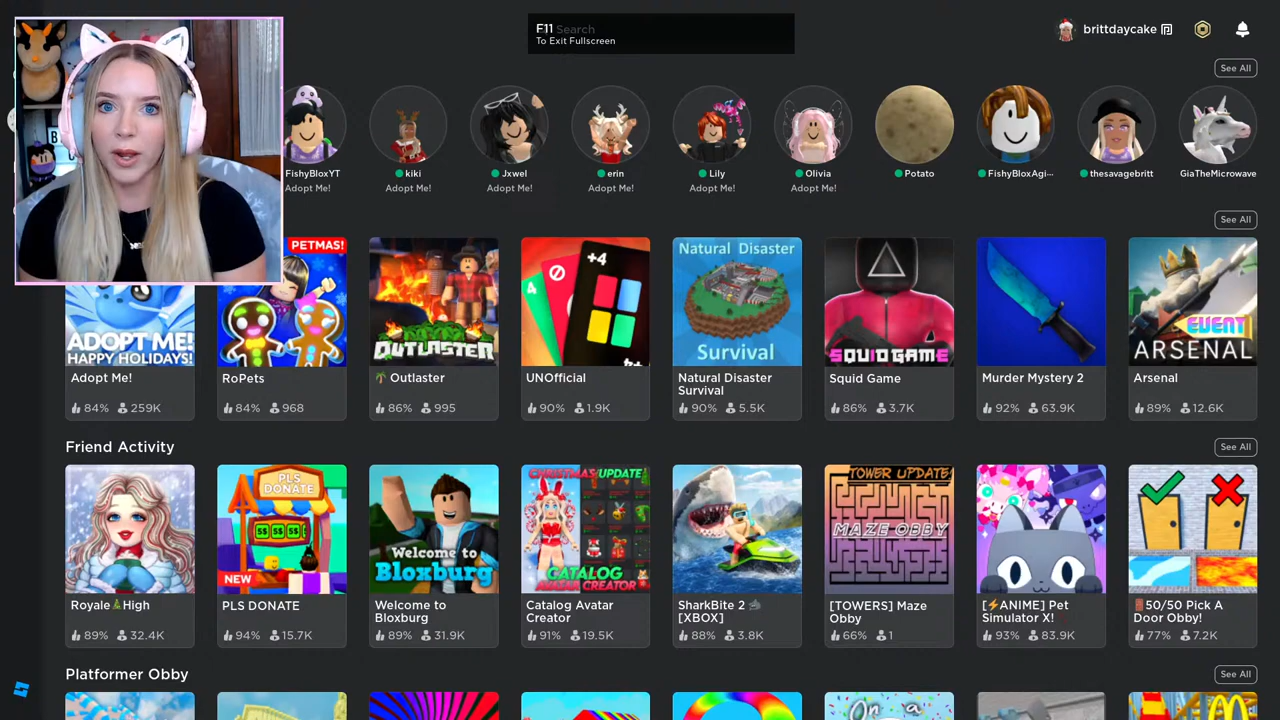 F11 Search
To Exit Fullscreen
brittdaycake
See All
FishyBloxYT
kiki
Jxwel
erin
Lily
Olivia
Potato
FishyBloxAgi...
thesavagebritt
GiaTheMicrowave
Adopt Me!
Adopt Me!
Adopt Me!
Adopt Me!
Adopt Me!
Adopt Me!
See All
ADOPT ME!
HAPPY HOLIDAYS!
PETMAS!
OUTLASTER
4
+4
Natural Disaster
Survival
SQUID GAME
EVENT
ARSENAL
Adopt Me!
RoPets
Outlaster
UNOfficial
Natural Disaster
Survival
Squid Game
Murder Mystery 2
Arsenal
84% 259K
84% 968
86% 995
90% 1.9K
90% 5.5K
86% 3.7K
92% 63.9K
89% 12.6K
Friend Activity
See All
PLS
DONATE
NEW
Welcome to
Bloxburg
CHRISTMAS UPDATE
CATALOG
AVATAR CREATOR
TOWER UPDATE!
MAZE OBBY
Royale High
PLS DONATE
Welcome to
Bloxburg
Catalog Avatar
Creator
SharkBite 2
[XBOX]
[TOWERS] Maze
Obby
[⚡ANIME] Pet
Simulator X!
50/50 Pick A
Door Obby!
89% 32.4K
94% 15.7K
89% 31.9K
91% 19.5K
88% 3.8K
66% 1
93% 83.9K
77% 7.2K
Platformer Obby
See All
On a